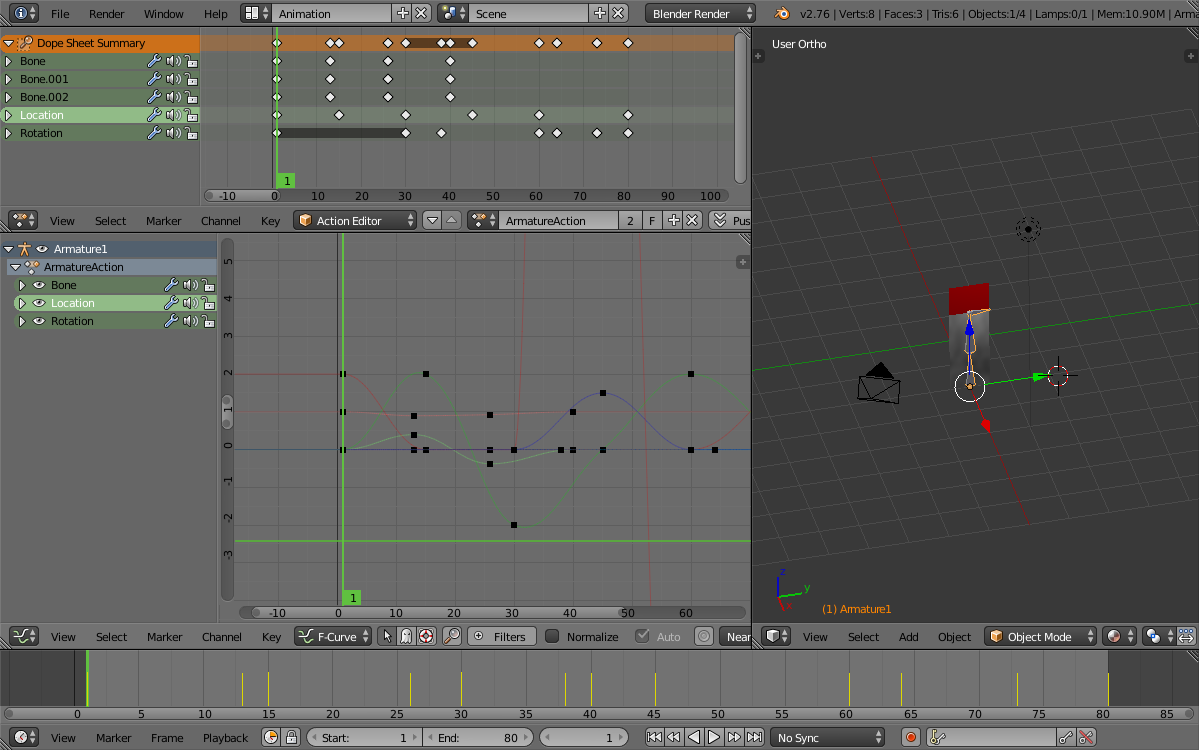 File Render Window Help Animation Scene Blender Render v2.76 | Verts:8 | Faces:3 | Tris:6 | Objects:1/4 | Lamps:0/1 | Mem:10.90M | Arma
Dope Sheet Summary
Bone
Bone.001
Bone.002
Location
Rotation
1
-10 0 10 20 30 40 50 60 70 80 90 100
View Select Marker Channel Key Action Editor ArmatureAction 2 F Pus
Armature1
ArmatureAction
Bone
Location
Rotation
5
4
3
2
1
0
-1
-2
-3
1
-10 0 10 20 30 40 50 60
View Select Marker Channel Key F-Curve Filters Normalize Auto Near
User Ortho
z
y
x
(1) Armature1
View Select Add Object Object Mode
0 5 10 15 20 25 30 35 40 45 50 55 60 65 70 75 80 85
View Marker Frame Playback Start: 1 End: 80 1 No Sync